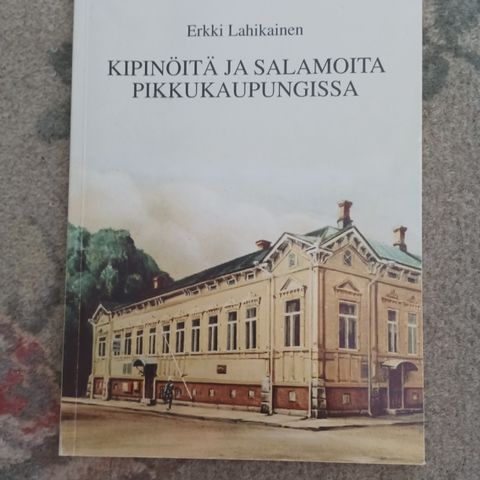 Erkki Lahikainen
KIPINÖITÄ JA SALAMOITA
PIKKUKAUPUNGISSA